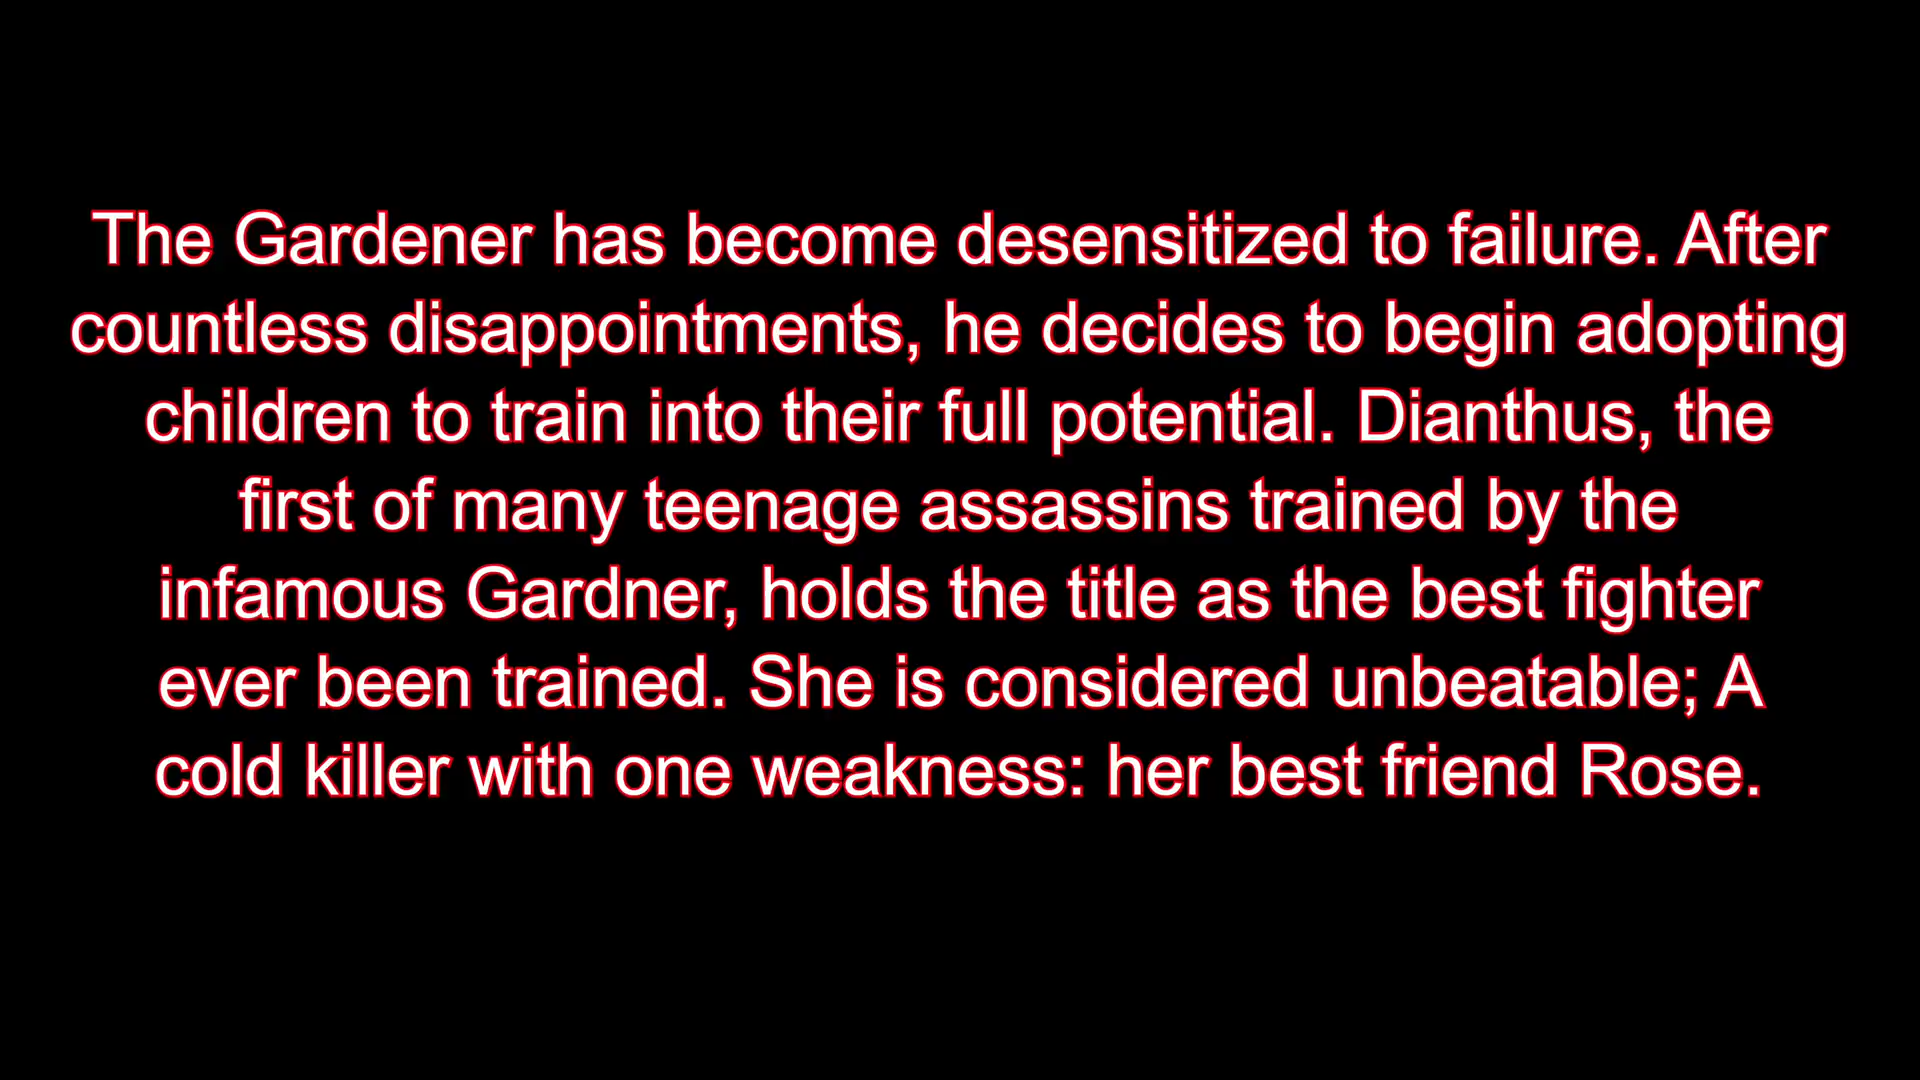 The Gardener has become desensitized to failure. After
countless disappointments, he decides to begin adopting
children to train into their full potential. Dianthus, the
first of many teenage assassins trained by the
infamous Gardner, holds the title as the best fighter
ever been trained. She is considered unbeatable; A
cold killer with one weakness: her best friend Rose.